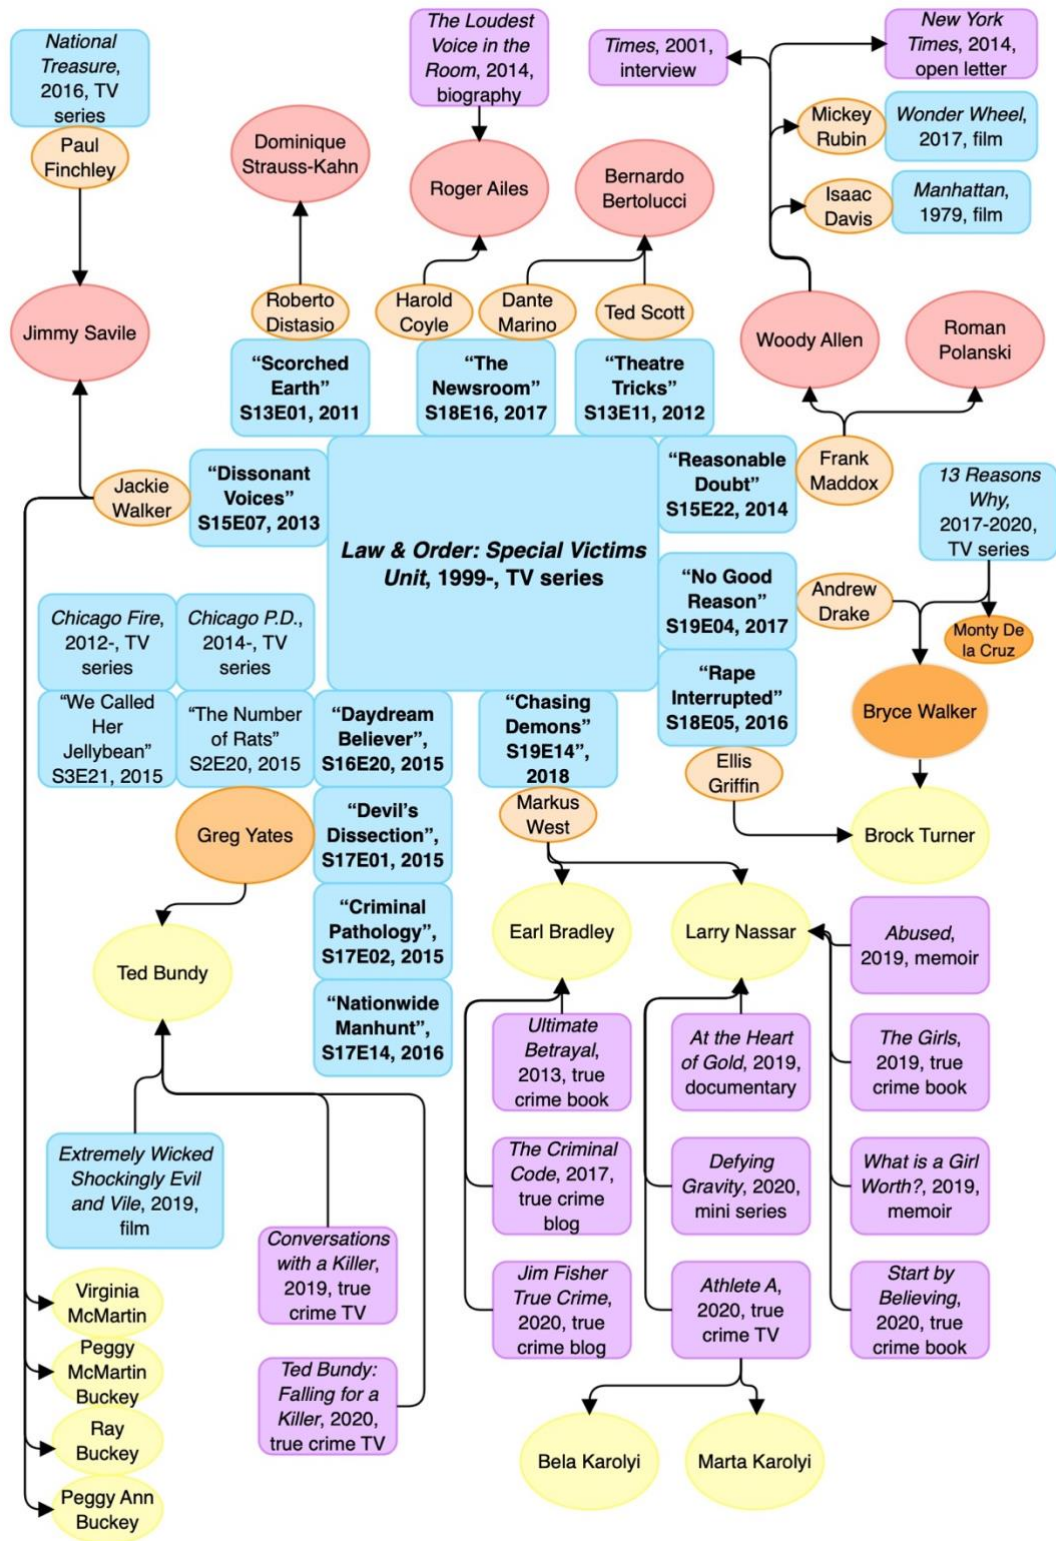 National
Treasure,
2016, TV
series
Paul
Finchley
Jimmy Savile
Dominique
Strauss-Kahn
The Loudest
Voice in the
Room, 2014,
biography
Roger Ailes
Bernardo
Bertolucci
Times, 2001,
interview
New York
Times, 2014,
open letter
Mickey
Rubin
Wonder Wheel,
2017, film
Isaac
Davis
Manhattan,
1979, film
Woody Allen
Roman
Polanski
Roberto
Distasio
Harold
Coyle
Dante
Marino
Ted Scott
“Scorched
Earth”
S13E01, 2011
“The
Newsroom”
S18E16, 2017
“Theatre
Tricks”
S13E11, 2012
Jackie
Walker
“Dissonant
Voices”
S15E07, 2013
Law & Order: Special Victims
Unit, 1999-, TV series
“Reasonable
Doubt”
S15E22, 2014
Frank
Maddox
13 Reasons
Why,
2017-2020,
TV series
“No Good
Reason”
S19E04, 2017
Andrew
Drake
Monty De
la Cruz
Bryce Walker
“Rape
Interrupted”
S18E05, 2016
Ellis
Griffin
Brock Turner
Chicago Fire,
2012-, TV
series
Chicago P.D.,
2014-, TV
series
“We Called
Her
Jellybean”
S3E21, 2015
“The Number
of Rats”
S2E20, 2015
“Daydream
Believer”,
S16E20, 2015
“Chasing
Demons”
S19E14”,
2018
Markus
West
Greg Yates
“Devil’s
Dissection”,
S17E01, 2015
“Criminal
Pathology”,
S17E02, 2015
“Nationwide
Manhunt”,
S17E14, 2016
Ted Bundy
Earl Bradley
Larry Nassar
Abused,
2019, memoir
Ultimate
Betrayal,
2013, true
crime book
At the Heart
of Gold, 2019,
documentary
The Girls,
2019, true
crime book
Extremely Wicked
Shockingly Evil
and Vile, 2019,
film
The Criminal
Code, 2017,
true crime
blog
Defying
Gravity, 2020,
mini series
What is a Girl
Worth?, 2019,
memoir
Conversations
with a Killer,
2019, true
crime TV
Jim Fisher
True Crime,
2020, true
crime blog
Athlete A,
2020, true
crime TV
Start by
Believing,
2020, true
crime book
Ted Bundy:
Falling for a
Killer, 2020,
true crime TV
Virginia
McMartin
Peggy
McMartin
Buckey
Ray
Buckey
Peggy Ann
Buckey
Bela Karolyi
Marta Karolyi